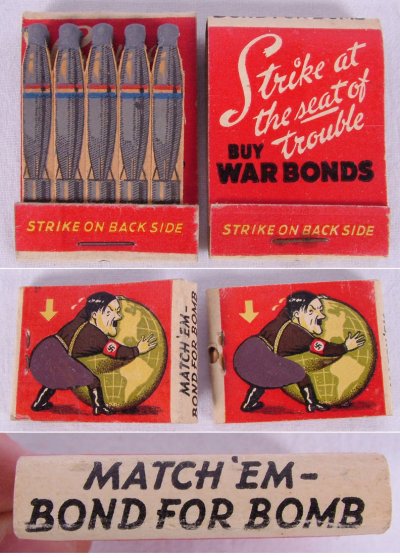 Strike at
the seat of
trouble
BUY
WAR BONDS
STRIKE ON BACK SIDE
STRIKE ON BACK SIDE
MATCH 'EM-
BOND FOR BOMB
MATCH 'EM-
BOND FOR BOMB